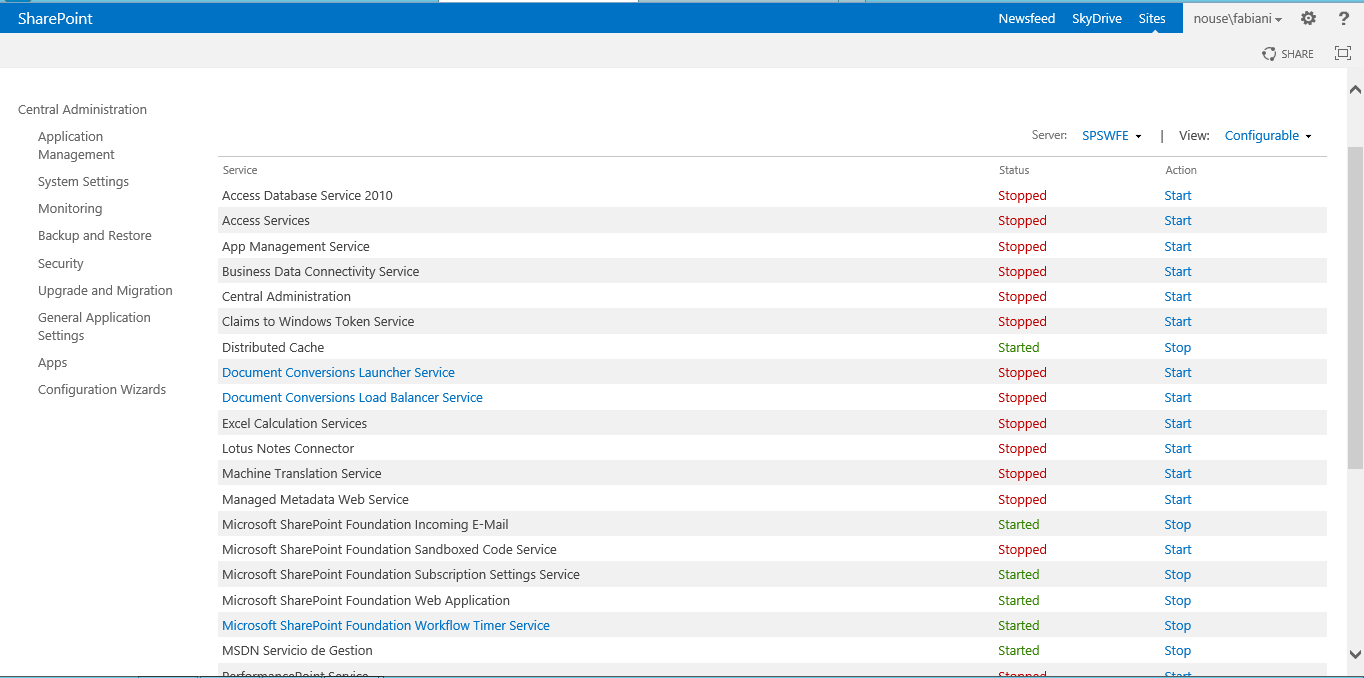 SharePoint Newsfeed SkyDrive Sites nouse\fabiani ?
SHARE
Central Administration
Application
Management
System Settings
Monitoring
Backup and Restore
Security
Upgrade and Migration
General Application
Settings
Apps
Configuration Wizards
Server: SPSWFE | View: Configurable
Service Status Action
Access Database Service 2010 Stopped Start
Access Services Stopped Start
App Management Service Stopped Start
Business Data Connectivity Service Stopped Start
Central Administration Stopped Start
Claims to Windows Token Service Stopped Start
Distributed Cache Started Stop
Document Conversions Launcher Service Stopped Start
Document Conversions Load Balancer Service Stopped Start
Excel Calculation Services Stopped Start
Lotus Notes Connector Stopped Start
Machine Translation Service Stopped Start
Managed Metadata Web Service Stopped Start
Microsoft SharePoint Foundation Incoming E-Mail Started Stop
Microsoft SharePoint Foundation Sandboxed Code Service Stopped Start
Microsoft SharePoint Foundation Subscription Settings Service Started Stop
Microsoft SharePoint Foundation Web Application Started Stop
Microsoft SharePoint Foundation Workflow Timer Service Started Stop
MSDN Servicio de Gestion Started Stop
PerformancePoint Service Stopped Start